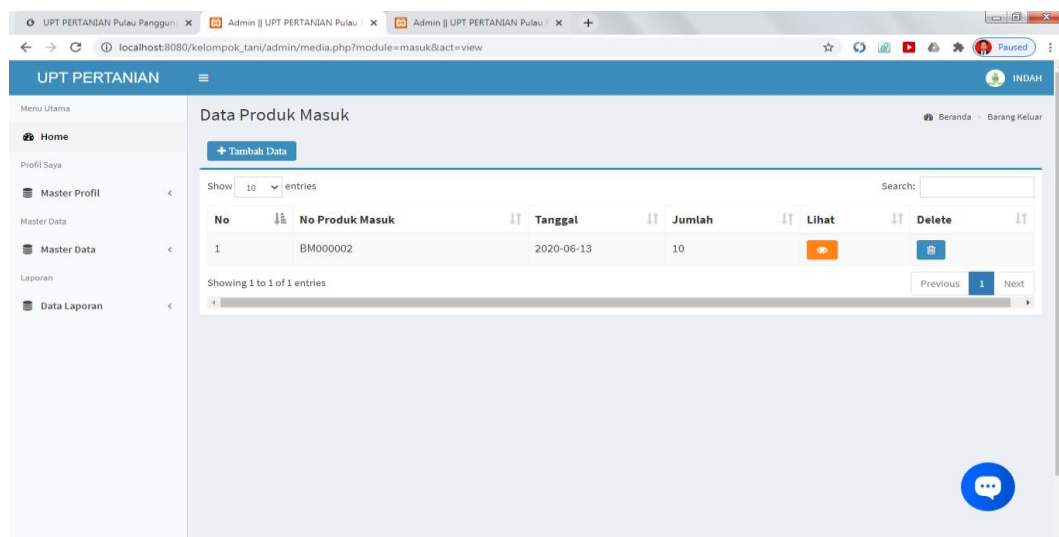 UPT PERTANIAN Pulau Panggung
Admin || UPT PERTANIAN Pulau
Admin || UPT PERTANIAN Pulau
localhost:8080/kelompok_tani/admin/media.php?module=masuk&act=view
Paused
UPT PERTANIAN
INDAH
Menu Utama
Home
Profil Saya
Master Profil
Master Data
Master Data
Laporan
Data Laporan
Data Produk Masuk
Beranda > Barang Keluar
+ Tambah Data
Show 10 entries
Search:
No No Produk Masuk Tanggal Jumlah Lihat Delete
1 BM000002 2020-06-13 10
Showing 1 to 1 of 1 entries
Previous 1 Next